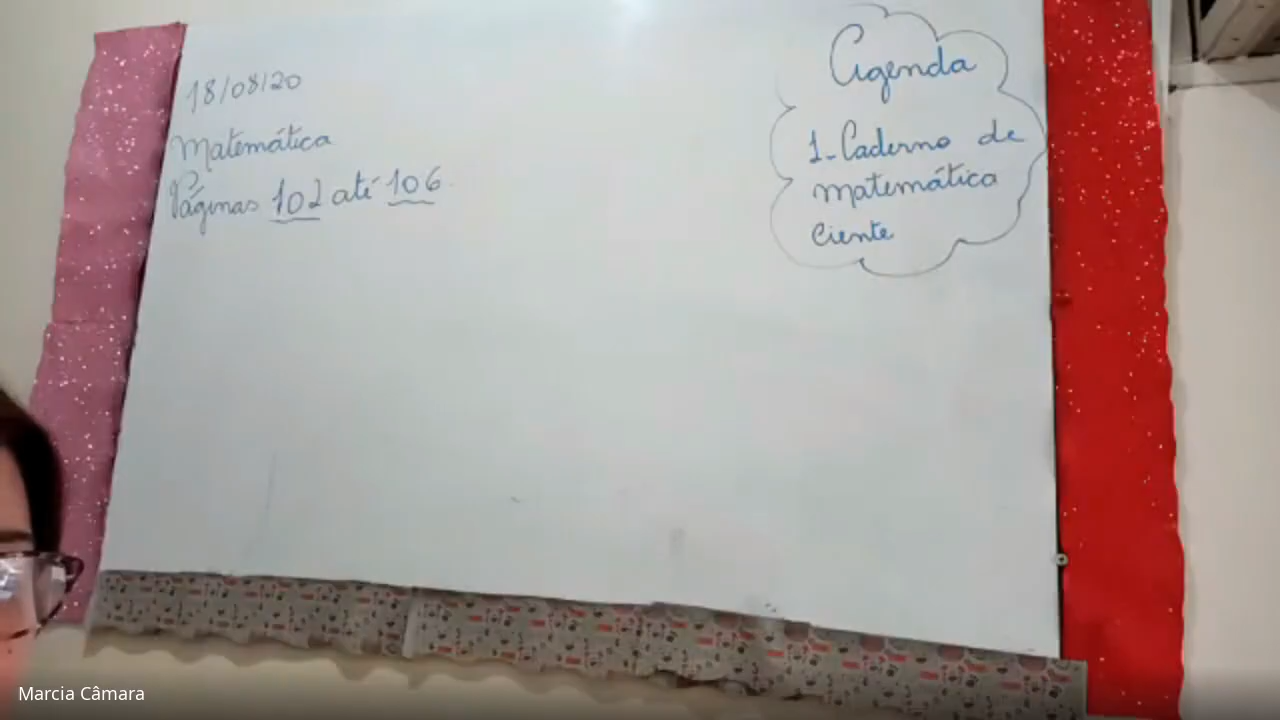 18/08/20
Matemática
Páginas 102 até 106.
Agenda
1-Caderno de
matemática
Ciente
Marcia Câmara